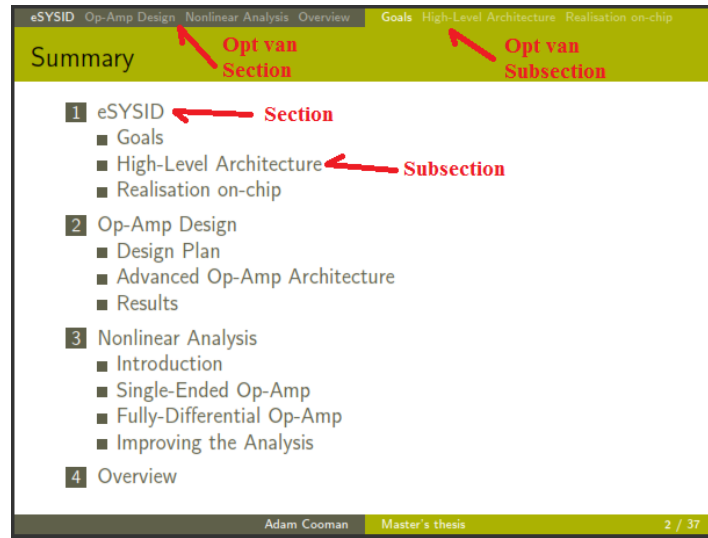 eSYSID Op-Amp Design Nonlinear Analysis Overview Goals High-Level Architecture Realisation on-chip
Summary
Opt van
Section
Opt van
Subsection
1 eSYSID Section
Goals
High-Level Architecture Subsection
Realisation on-chip
2 Op-Amp Design
Design Plan
Advanced Op-Amp Architecture
Results
3 Nonlinear Analysis
Introduction
Single-Ended Op-Amp
Fully-Differential Op-Amp
Improving the Analysis
4 Overview
Adam Cooman Master's thesis 2 / 37